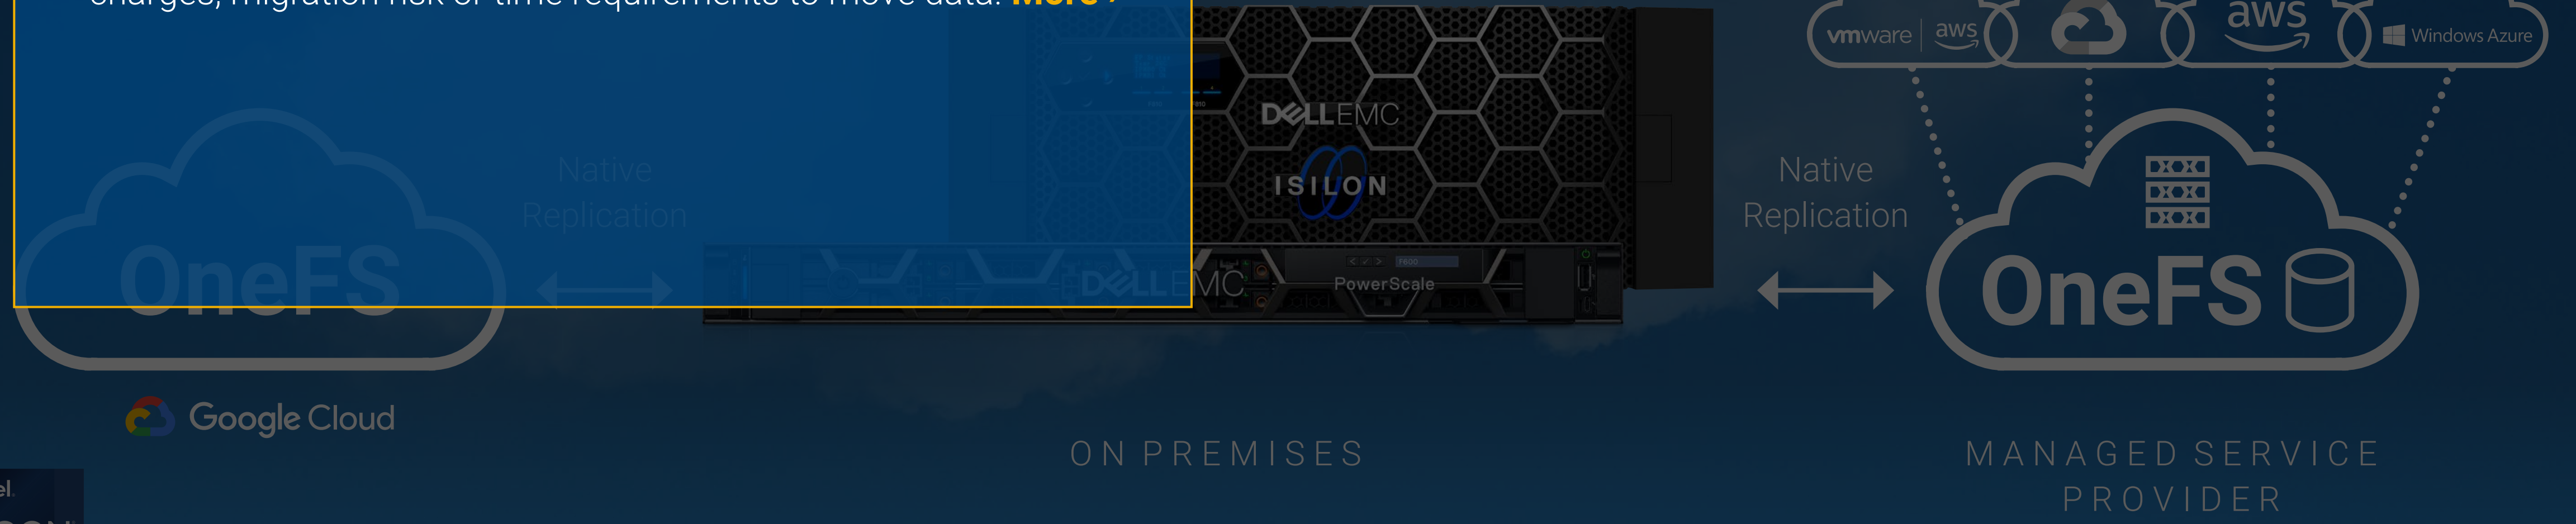 charges, migration risk or time requirements to move data. More >
vmware | aws
aws
Windows Azure
DELLEMC
ISILON
Native
Replication
Native
Replication
OneFS
DELLEMC
F600
PowerScale
OneFS
Google Cloud
ON PREMISES
MANAGED SERVICE
PROVIDER